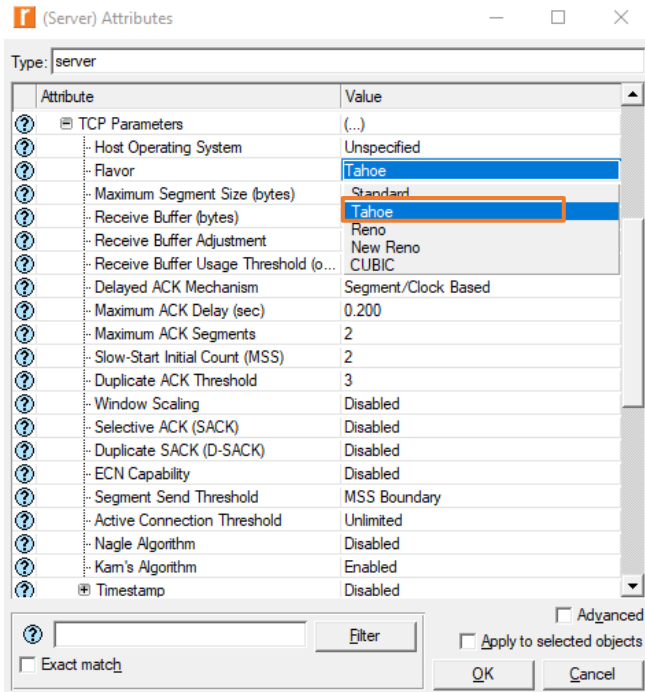 (Server) Attributes
Type: server
Attribute Value
TCP Parameters (...)
Host Operating System Unspecified
Flavor Tahoe
Maximum Segment Size (bytes) Standard
Receive Buffer (bytes) Tahoe
Reno
Receive Buffer Adjustment New Reno
Receive Buffer Usage Threshold (o... CUBIC
Delayed ACK Mechanism Segment/Clock Based
Maximum ACK Delay (sec) 0.200
Maximum ACK Segments 2
Slow-Start Initial Count (MSS) 2
Duplicate ACK Threshold 3
Window Scaling Disabled
Selective ACK (SACK) Disabled
Duplicate SACK (D-SACK) Disabled
ECN Capability Disabled
Segment Send Threshold MSS Boundary
Active Connection Threshold Unlimited
Nagle Algorithm Disabled
Karn's Algorithm Enabled
Timestamp Disabled
Advanced
Filter
Apply to selected objects
Exact match
OK Cancel